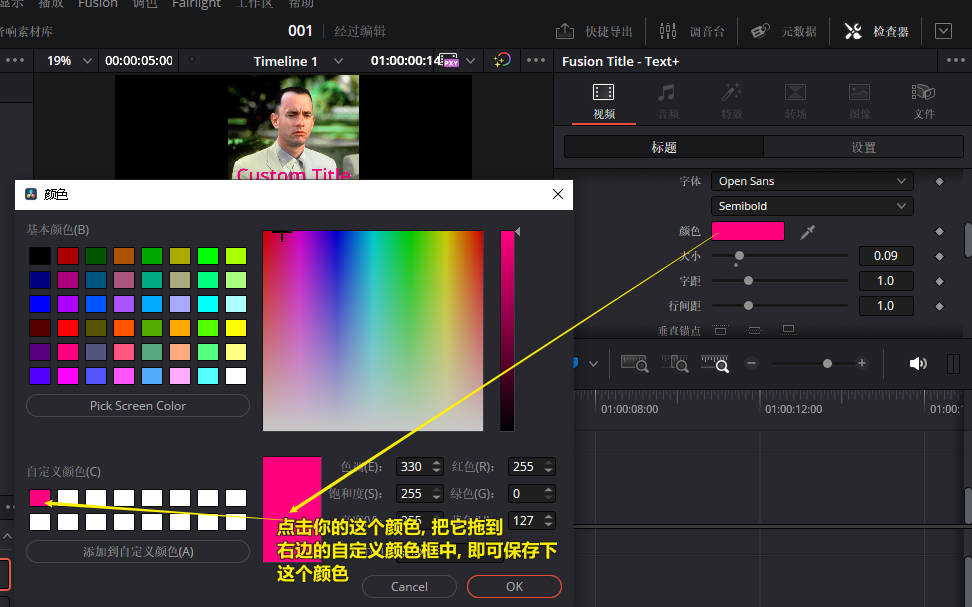 显示 播放 Fusion 调色 Fairlight 工作区 帮助
音响素材库 001 经过编辑 快捷导出 调音台 元数据 检查器
19% 00:00:05:00 Timeline 1 01:00:00:14 PXY Fusion Title - Text+
视频 音频 特效 转场 图像 文件
标题 设置
Custom Title
字体 Open Sans
Semibold
颜色
大小 0.09
字距 1.0
行间距 1.0
垂直锚点
颜色
基本颜色(B)
Pick Screen Color
自定义颜色(C)
添加到自定义颜色(A)
色调(E): 330 红色(R): 255
饱和度(S): 255 绿色(G): 0
255 127
点击你的这个颜色, 把它拖到
右边的自定义颜色框中, 即可保存下
这个颜色
Cancel OK
01:00:08:00 01:00:12:00 01:00: